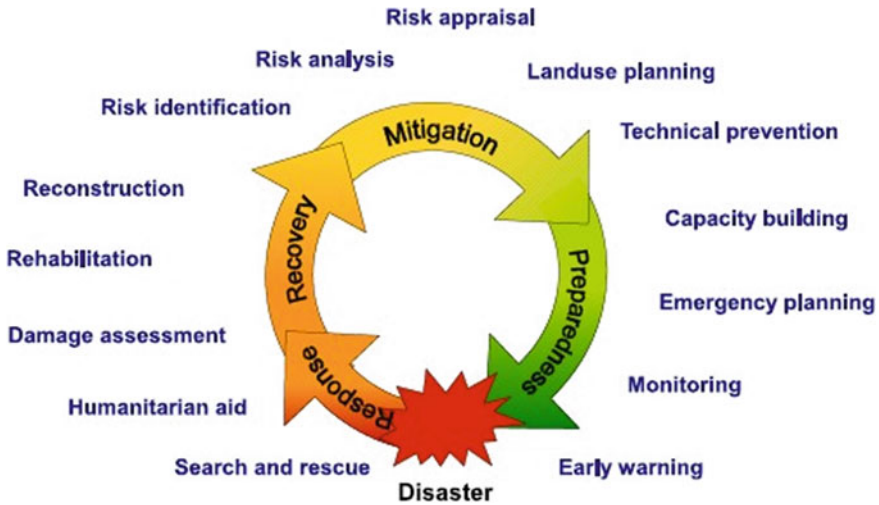 Risk appraisal
Risk analysis
Landuse planning
Risk identification
Mitigation
Technical prevention
Reconstruction
Recovery
Capacity building
Rehabilitation
Preparedness
Emergency planning
Damage assessment
Response
Monitoring
Humanitarian aid
Search and rescue
Early warning
Disaster